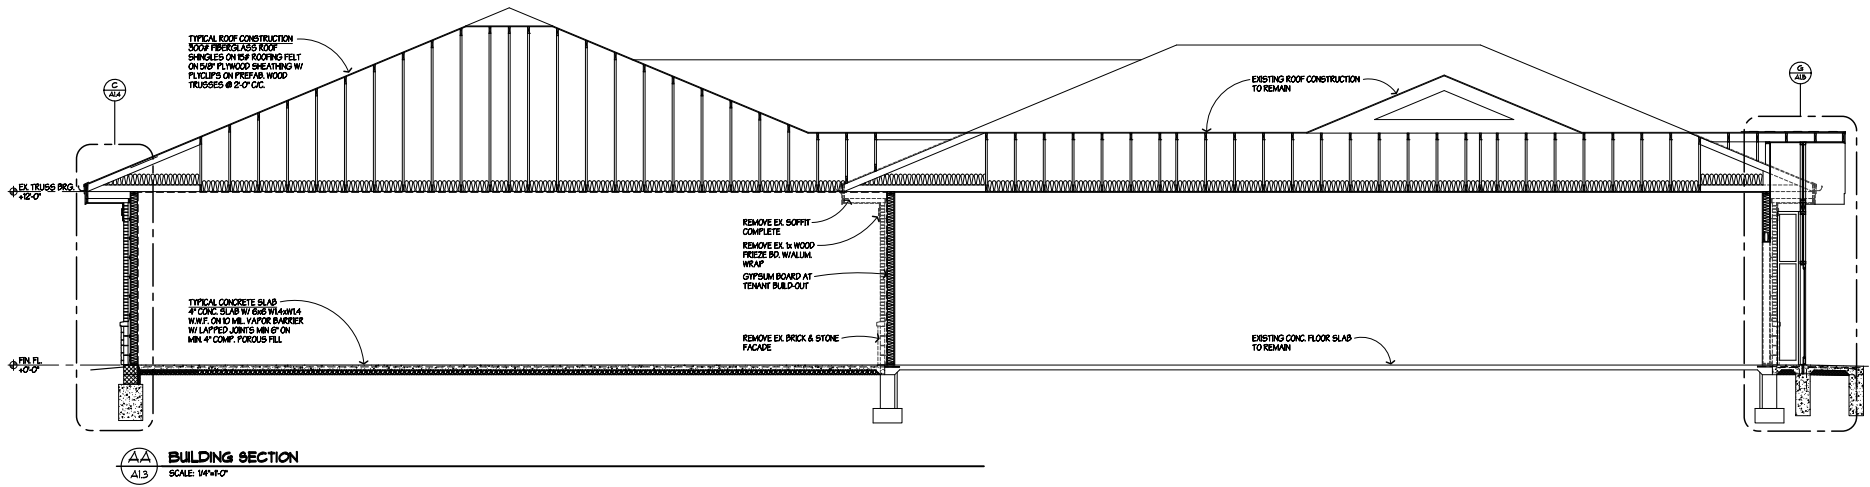 TYPICAL ROOF CONSTRUCTION
300# FIBERGLASS ROOF
SHINGLES ON 15# ROOFING FELT
ON 5/8" PLYWOOD SHEATHING W/
PLYCLIPS ON PREFAB. WOOD
TRUSSES @ 2'-0" C/C.
C
A1.4
EXISTING ROOF CONSTRUCTION
TO REMAIN
G
A1.5
EX. TRUSS BRG.
+12'-0"
REMOVE EX. SOFFIT
COMPLETE
REMOVE EX. 1x WOOD
FRIEZE BD. W/ALUM.
WRAP
GYPSUM BOARD AT
TENANT BUILD-OUT
TYPICAL CONCRETE SLAB
4" CONC. SLAB W/ 6x6 W1.4xW1.4
W.W.F. ON 10 MIL. VAPOR BARRIER
W/ LAPPED JOINTS MIN 6" ON
MIN. 4" COMP. POROUS FILL
REMOVE EX. BRICK & STONE
FACADE
EXISTING CONC. FLOOR SLAB
TO REMAIN
FIN. FL.
+0'-0"
AA
A1.3
BUILDING SECTION
SCALE: 1/4"=1'-0"